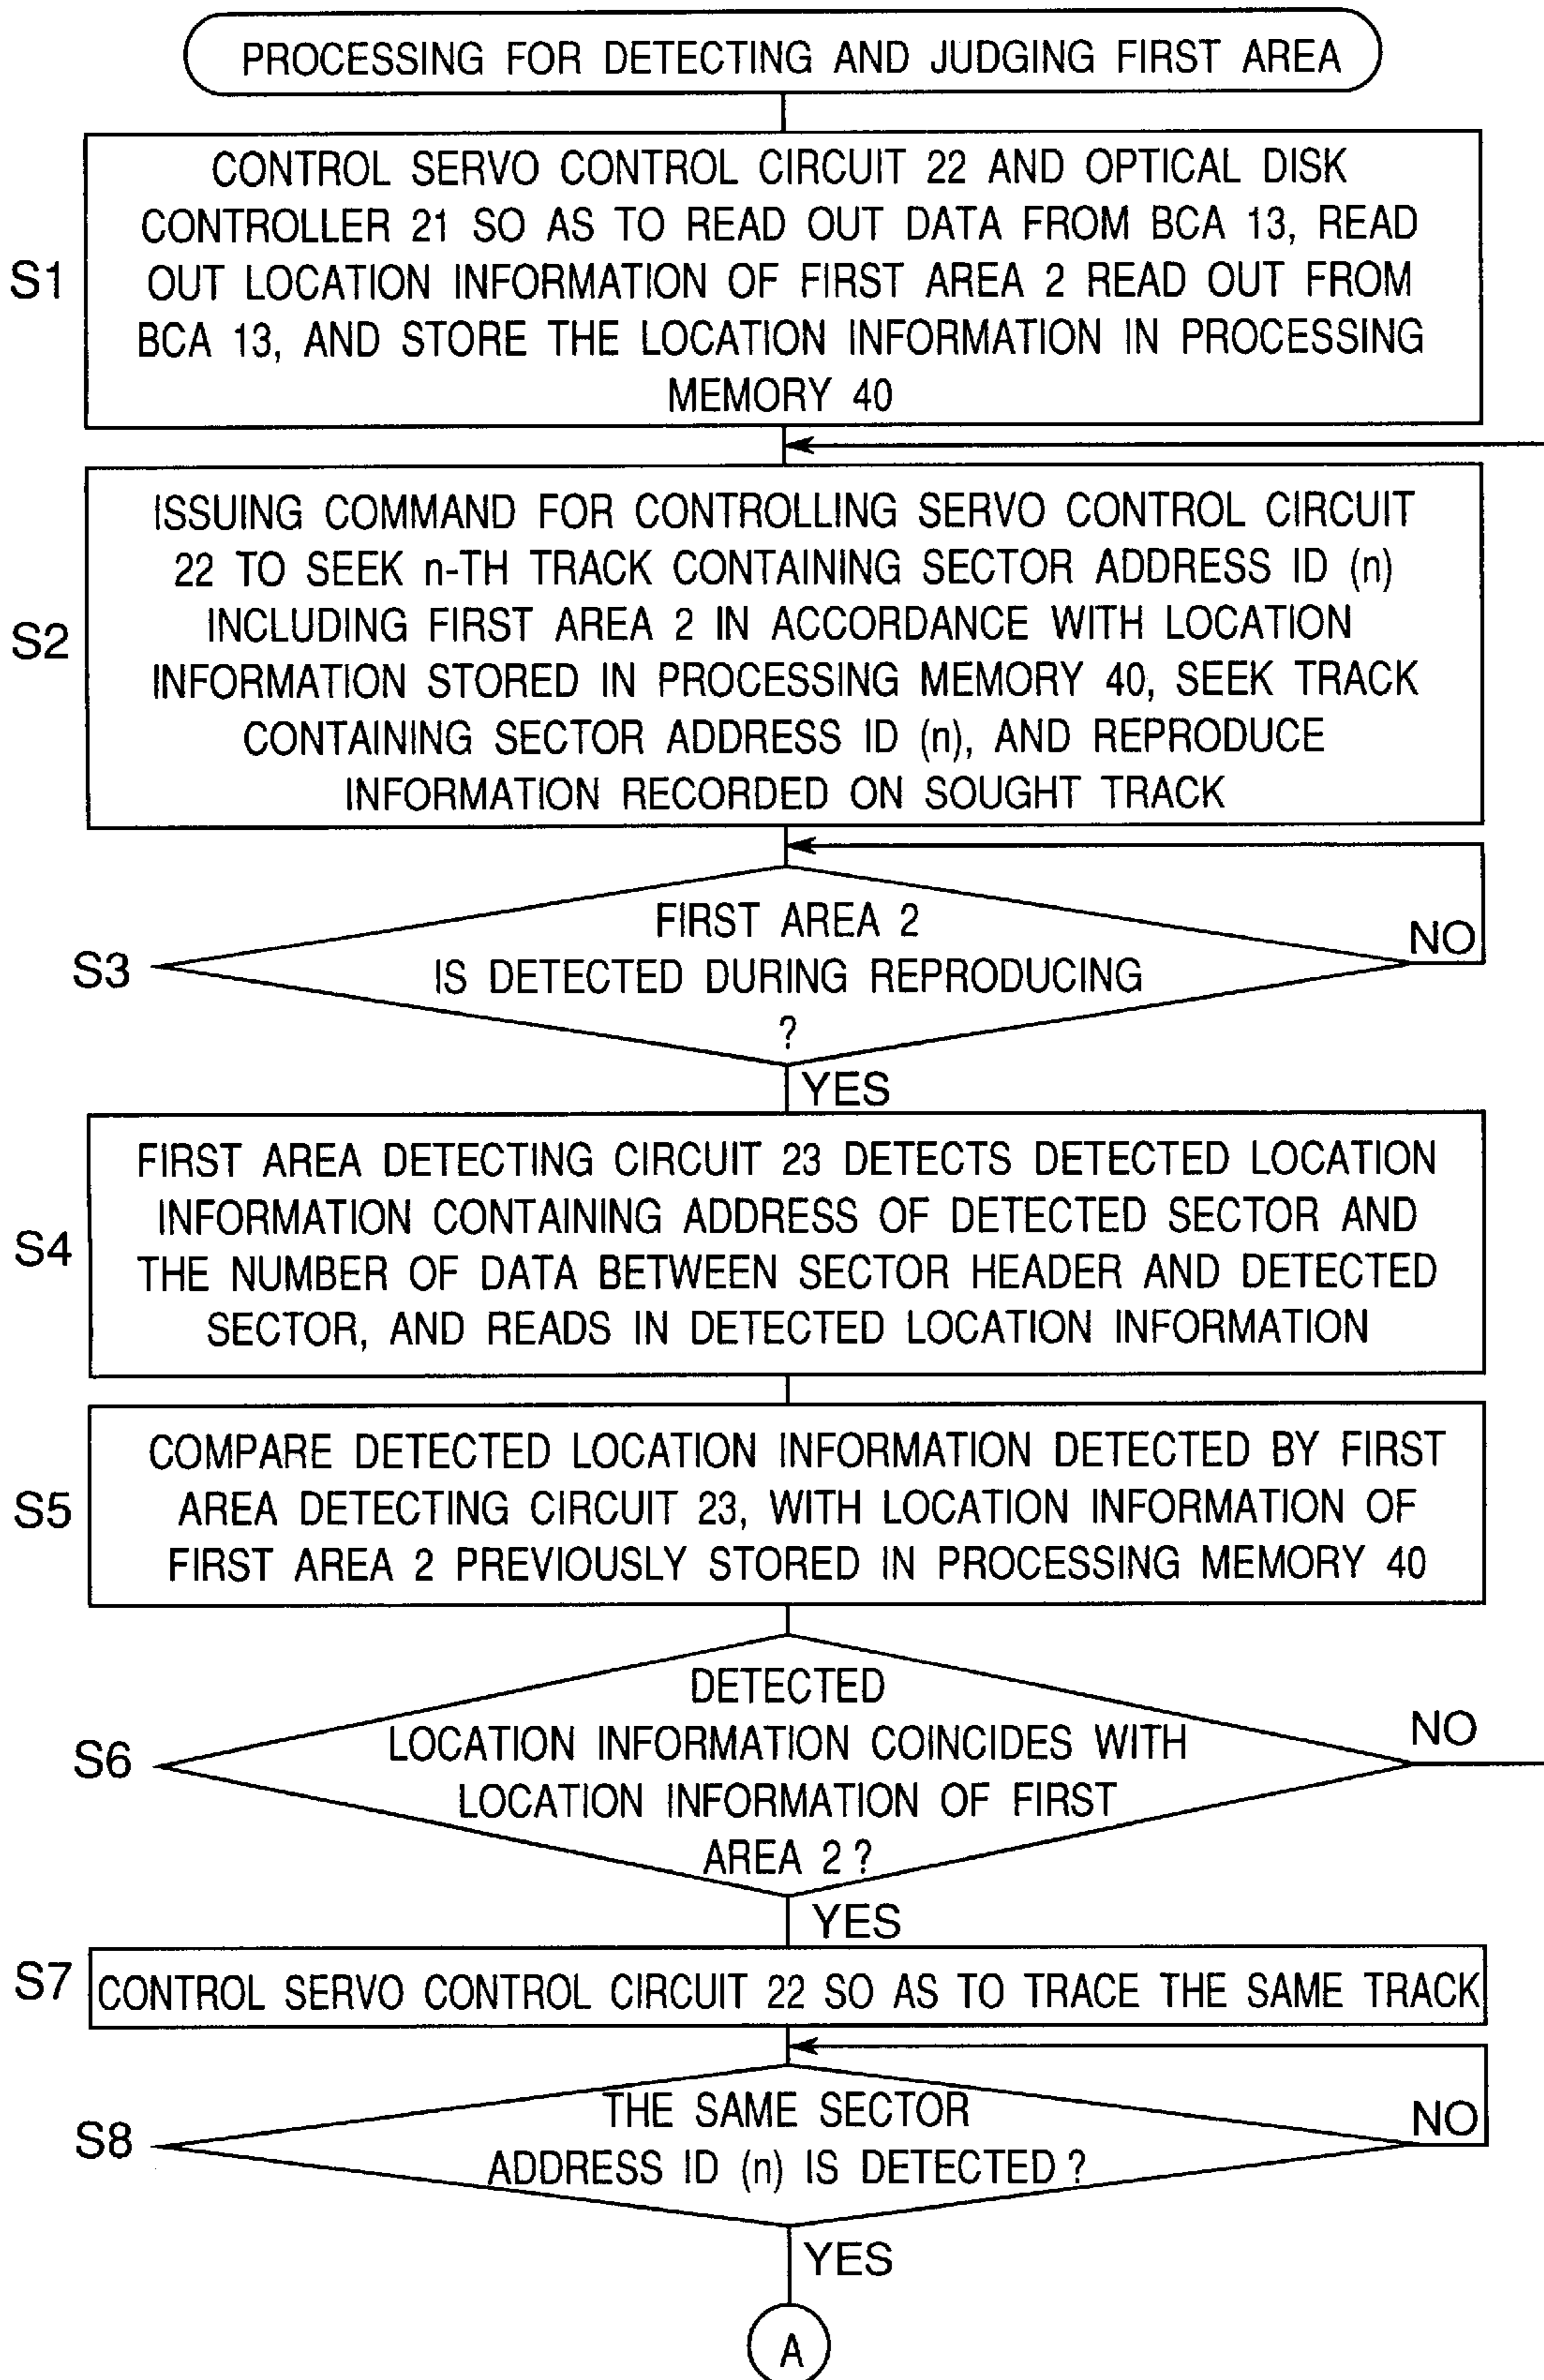 PROCESSING FOR DETECTING AND JUDGING FIRST AREA
S1
CONTROL SERVO CONTROL CIRCUIT 22 AND OPTICAL DISK
CONTROLLER 21 SO AS TO READ OUT DATA FROM BCA 13, READ
OUT LOCATION INFORMATION OF FIRST AREA 2 READ OUT FROM
BCA 13, AND STORE THE LOCATION INFORMATION IN PROCESSING
MEMORY 40
S2
ISSUING COMMAND FOR CONTROLLING SERVO CONTROL CIRCUIT
22 TO SEEK n-TH TRACK CONTAINING SECTOR ADDRESS ID (n)
INCLUDING FIRST AREA 2 IN ACCORDANCE WITH LOCATION
INFORMATION STORED IN PROCESSING MEMORY 40, SEEK TRACK
CONTAINING SECTOR ADDRESS ID (n), AND REPRODUCE
INFORMATION RECORDED ON SOUGHT TRACK
S3
FIRST AREA 2
IS DETECTED DURING REPRODUCING
?
NO
YES
S4
FIRST AREA DETECTING CIRCUIT 23 DETECTS DETECTED LOCATION
INFORMATION CONTAINING ADDRESS OF DETECTED SECTOR AND
THE NUMBER OF DATA BETWEEN SECTOR HEADER AND DETECTED
SECTOR, AND READS IN DETECTED LOCATION INFORMATION
S5
COMPARE DETECTED LOCATION INFORMATION DETECTED BY FIRST
AREA DETECTING CIRCUIT 23, WITH LOCATION INFORMATION OF
FIRST AREA 2 PREVIOUSLY STORED IN PROCESSING MEMORY 40
S6
DETECTED
LOCATION INFORMATION COINCIDES WITH
LOCATION INFORMATION OF FIRST
AREA 2 ?
NO
YES
S7
CONTROL SERVO CONTROL CIRCUIT 22 SO AS TO TRACE THE SAME TRACK
S8
THE SAME SECTOR
ADDRESS ID (n) IS DETECTED ?
NO
YES
A